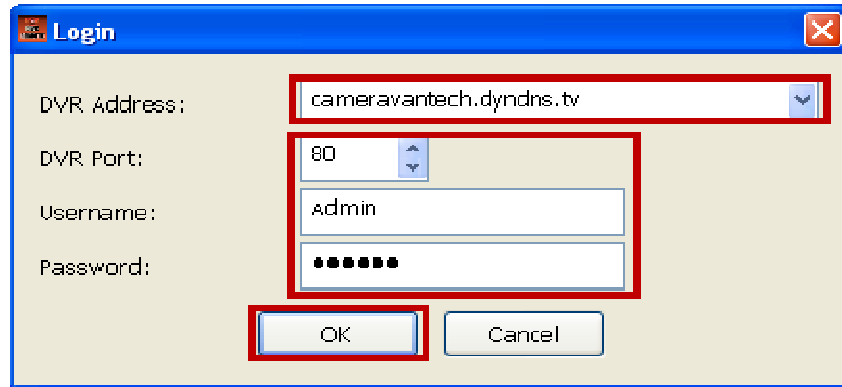 Login
DVR Address: cameravantech.dyndns.tv
DVR Port: 80
Username: Admin
Password: ●●●●●●
OK Cancel